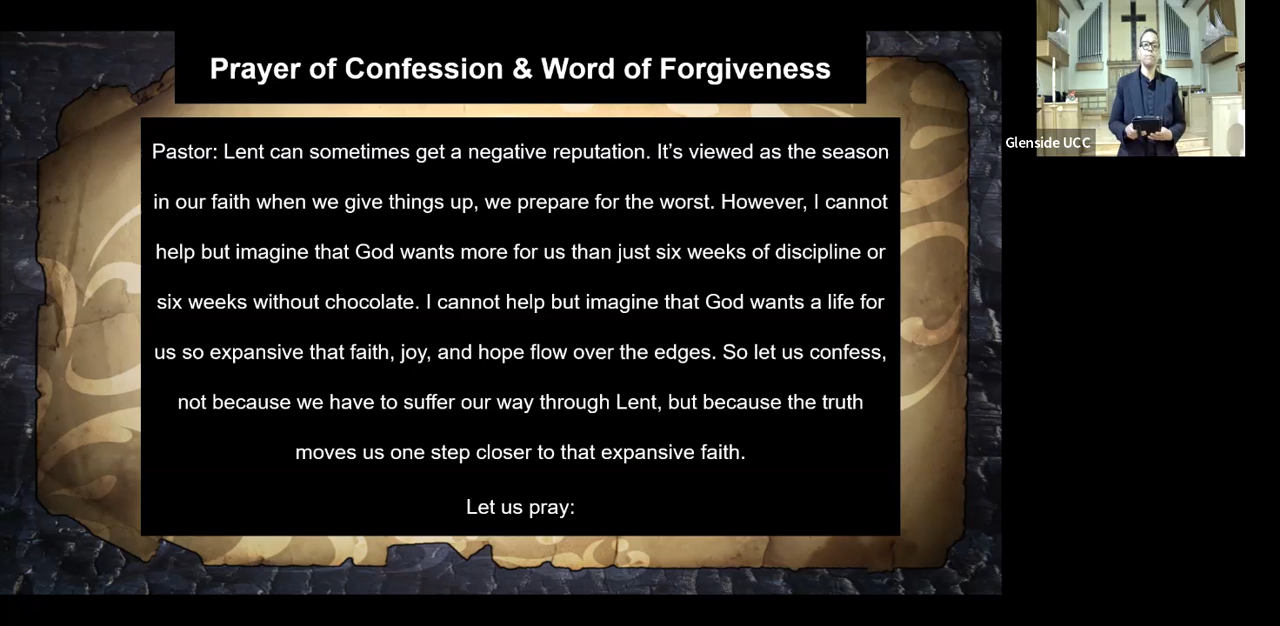 Prayer of Confession & Word of Forgiveness
Pastor: Lent can sometimes get a negative reputation. It’s viewed as the season
in our faith when we give things up, we prepare for the worst. However, I cannot
help but imagine that God wants more for us than just six weeks of discipline or
six weeks without chocolate. I cannot help but imagine that God wants a life for
us so expansive that faith, joy, and hope flow over the edges. So let us confess,
not because we have to suffer our way through Lent, but because the truth
moves us one step closer to that expansive faith.
Let us pray:
Glenside UCC